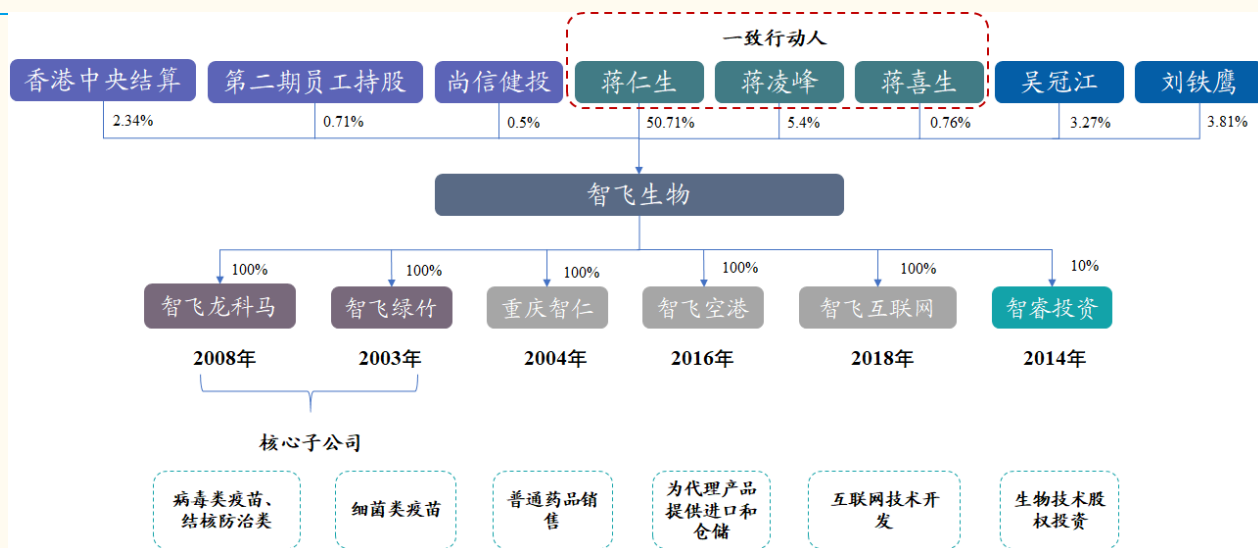 一致行动人
香港中央结算
第二期员工持股
尚信健投
蒋仁生
蒋凌峰
蒋喜生
吴冠江
刘铁鹰
2.34%
0.71%
0.5%
50.71%
5.4%
0.76%
3.27%
3.81%
智飞生物
100%
100%
100%
100%
100%
10%
智飞龙科马
智飞绿竹
重庆智仁
智飞空港
智飞互联网
智睿投资
2008年
2003年
2004年
2016年
2018年
2014年
核心子公司
病毒类疫苗、
结核防治类
细菌类疫苗
普通药品销
售
为代理产品
提供进口和
仓储
互联网技术开
发
生物技术股
权投资